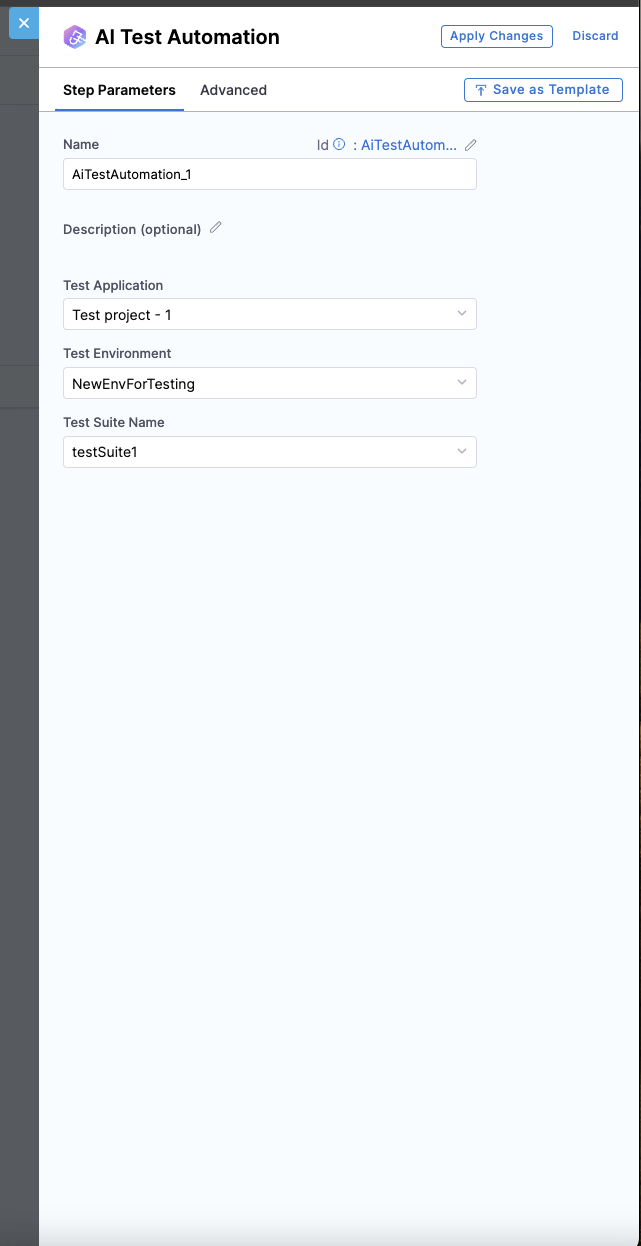 AI Test Automation
Apply Changes
Discard
Step Parameters
Advanced
Save as Template
Name
Id : AiTestAutom...
AiTestAutomation_1
Description (optional)
Test Application
Test project - 1
Test Environment
NewEnvForTesting
Test Suite Name
testSuite1